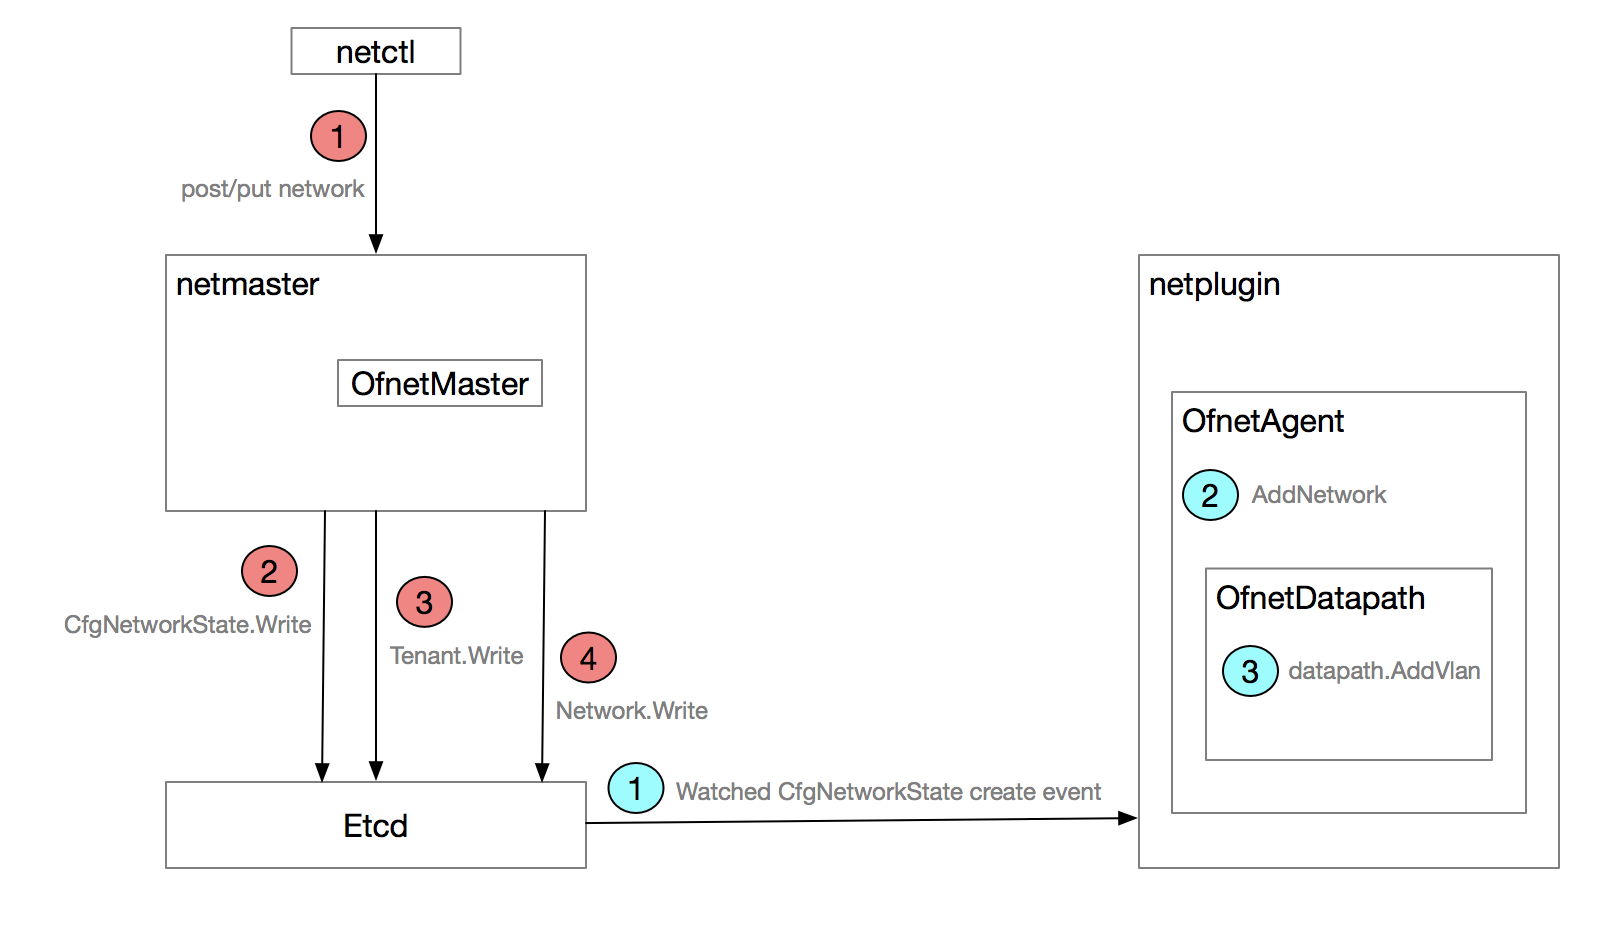 netctl
1
post/put network
netmaster
OfnetMaster
2
CfgNetworkState.Write
3
Tenant.Write
4
Network.Write
Etcd
1
Watched CfgNetworkState create event
netplugin
OfnetAgent
2 AddNetwork
OfnetDatapath
3 datapath.AddVlan